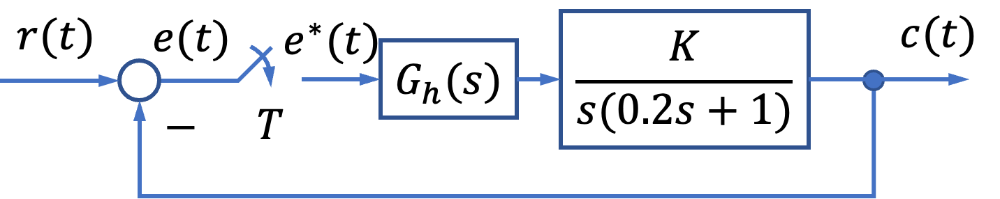 r(t)
e(t)
e*(t)
G_h(s)
K
s(0.2s + 1)
c(t)
−
T